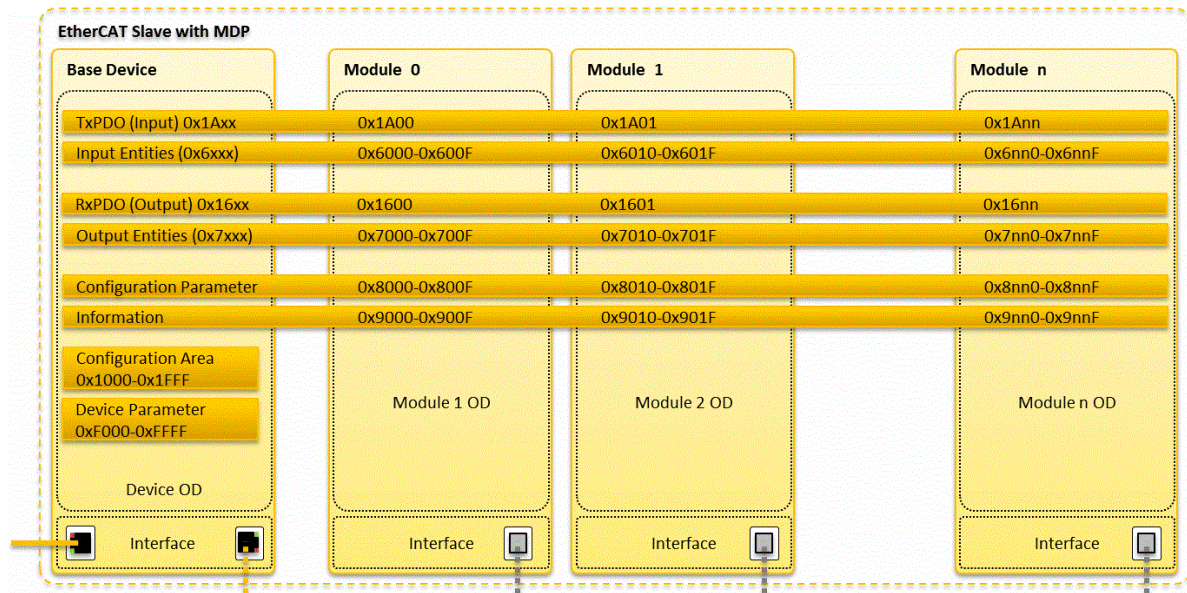 EtherCAT Slave with MDP
Base Device
Module 0
Module 1
Module n
TxPDO (Input) 0x1Axx
0x1A00
0x1A01
0x1Ann
Input Entities (0x6xxx)
0x6000-0x600F
0x6010-0x601F
0x6nn0-0x6nnF
RxPDO (Output) 0x16xx
0x1600
0x1601
0x16nn
Output Entities (0x7xxx)
0x7000-0x700F
0x7010-0x701F
0x7nn0-0x7nnF
Configuration Parameter
0x8000-0x800F
0x8010-0x801F
0x8nn0-0x8nnF
Information
0x9000-0x900F
0x9010-0x901F
0x9nn0-0x9nnF
Configuration Area
0x1000-0x1FFF
Device Parameter
0xF000-0xFFFF
Module 1 OD
Module 2 OD
Module n OD
Device OD
Interface
Interface
Interface
Interface